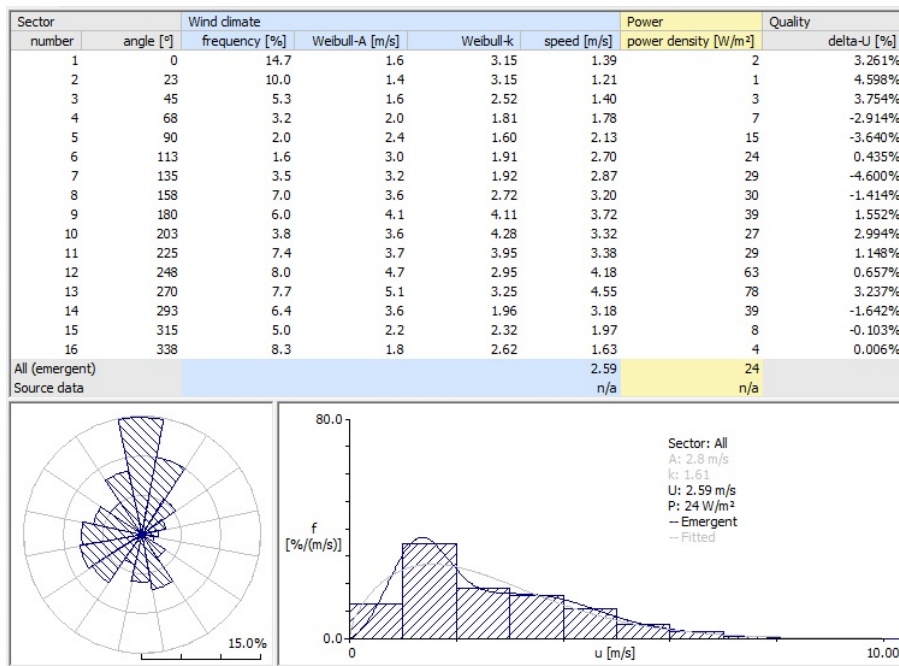 Sector Wind climate Power Quality
number angle [º] frequency [%] Weibull-A [m/s] Weibull-k speed [m/s] power density [W/m²] delta-U [%]
1 0 14.7 1.6 3.15 1.39 2 3.261%
2 23 10.0 1.4 3.15 1.21 1 4.598%
3 45 5.3 1.6 2.52 1.40 3 3.754%
4 68 3.2 2.0 1.81 1.78 7 -2.914%
5 90 2.0 2.4 1.60 2.13 15 -3.640%
6 113 1.6 3.0 1.91 2.70 24 0.435%
7 135 3.5 3.2 1.92 2.87 29 -4.600%
8 158 7.0 3.6 2.72 3.20 30 -1.414%
9 180 6.0 4.1 4.11 3.72 39 1.552%
10 203 3.8 3.6 4.28 3.32 27 2.994%
11 225 7.4 3.7 3.95 3.38 29 1.148%
12 248 8.0 4.7 2.95 4.18 63 0.657%
13 270 7.7 5.1 3.25 4.55 78 3.237%
14 293 6.4 3.6 1.96 3.18 39 -1.642%
15 315 5.0 2.2 2.32 1.97 8 -0.103%
16 338 8.3 1.8 2.62 1.63 4 0.006%
All (emergent) 2.59 24
Source data n/a n/a
15.0%
80.0
Sector: All
A: 2.8 m/s
k: 1.61
U: 2.59 m/s
P: 24 W/m²
-- Emergent
-- Fitted
f
[%/(m/s)]
0.0
0 u [m/s] 10.00